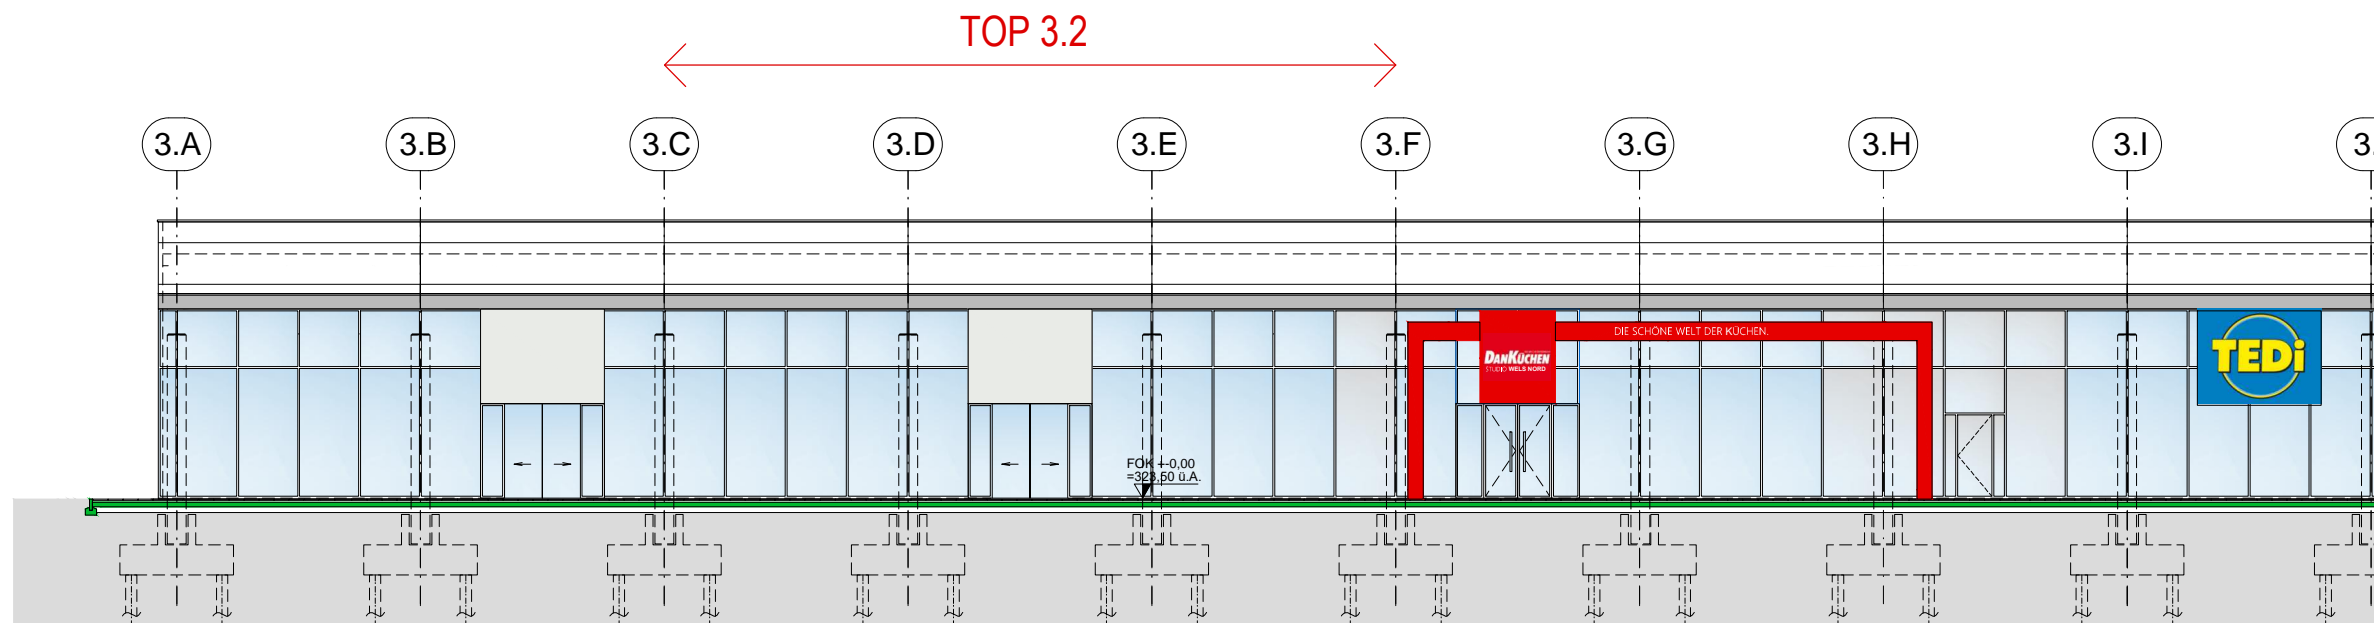 TOP 3.2
3.A
3.B
3.C
3.D
3.E
3.F
3.G
3.H
3.I
3.
DIE SCHÖNE WELT DER KÜCHEN.
DANKÜCHEN
STUDIO WELS NORD
TEDi
FOK +-0,00
=323,50 ü.A.